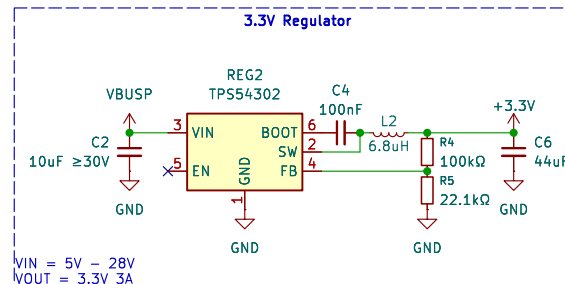 3.3V Regulator
REG2
TPS54302
VBUSP
C4
100nF
L2
6.8uH
+3.3V
C2
10uF ≥30V
3
VIN
BOOT
6
SW
2
5
EN
GND
FB
4
1
R4
100kΩ
R5
22.1kΩ
C6
44uF
GND
GND
GND
GND
VIN = 5V – 28V
VOUT = 3.3V 3A